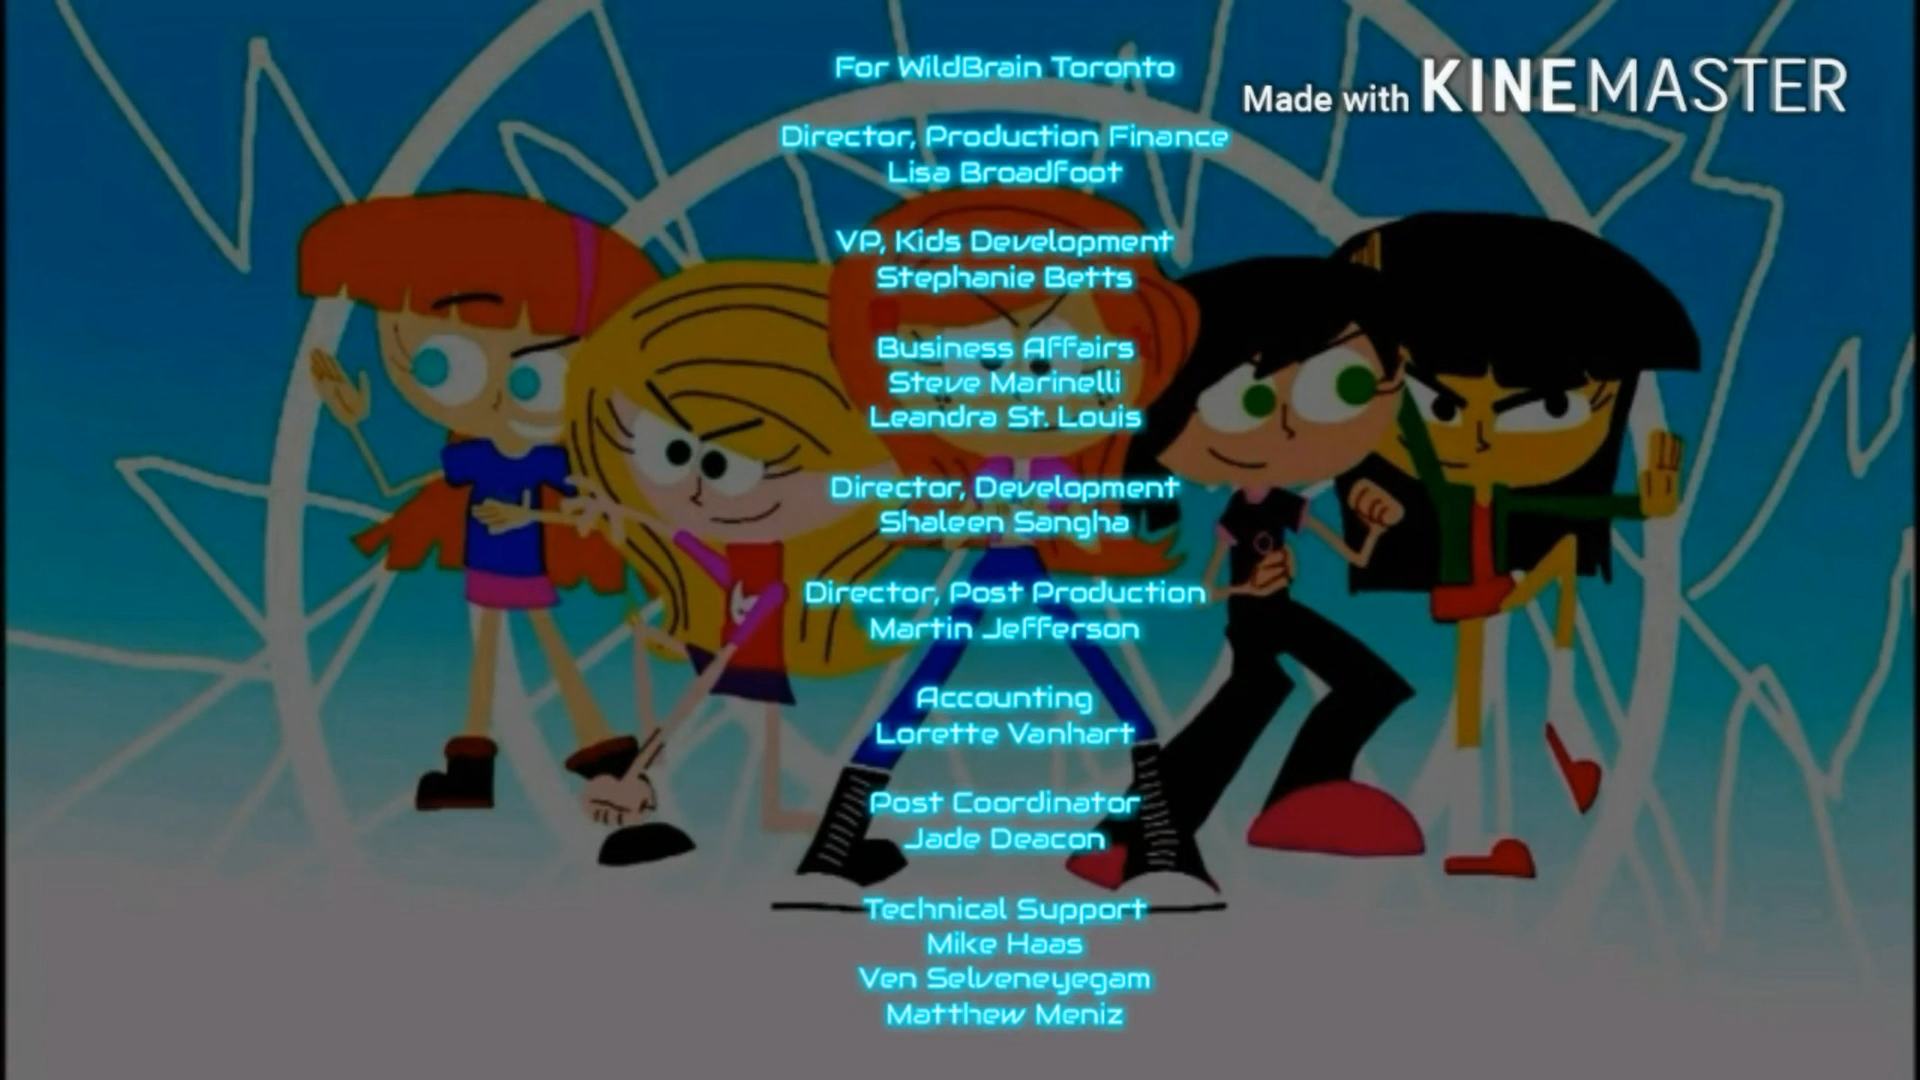 For WildBrain Toronto
Made with KINEMASTER
Director, Production Finance
Lisa Broadfoot
VP, Kids Development
Stephanie Betts
Business Affairs
Steve Marinelli
Leandra St. Louis
Director, Development
Shaleen Sangha
Director, Post Production
Martin Jefferson
Accounting
Lorette Vanhart
Post Coordinator
Jade Deacon
Technical Support
Mike Haas
Ven Selveneyegam
Matthew Meniz